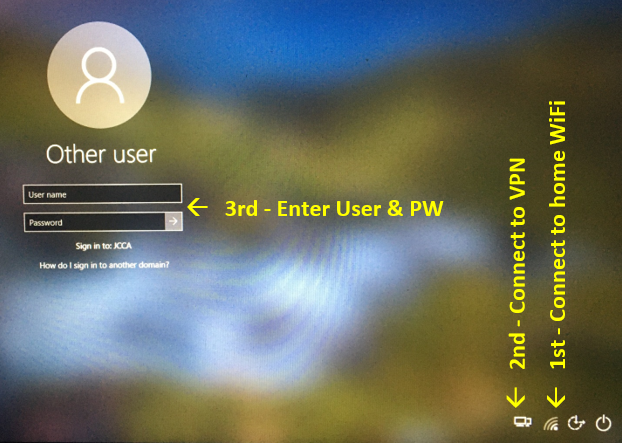 Other user
User name
Password
Sign in to: JCCA
How do I sign in to another domain?
← 3rd - Enter User & PW
← 2nd - Connect to VPN
← 1st - Connect to home WiFi